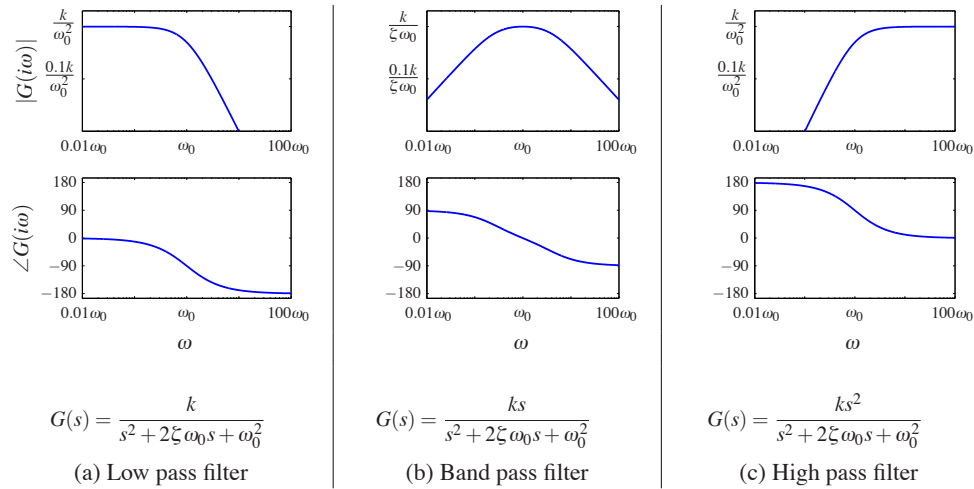 |G(iω)|
k/ω₀²
0.1k/ω₀²
0.01ω₀ ω₀ 100ω₀
∠G(iω)
180
90
0
−90
−180
0.01ω₀ ω₀ 100ω₀
ω
G(s) = k/(s² + 2ζω₀s + ω₀²)
(a) Low pass filter
k/ζω₀
0.1k/ζω₀
0.01ω₀ ω₀ 100ω₀
180
90
0
−90
−180
0.01ω₀ ω₀ 100ω₀
ω
G(s) = ks/(s² + 2ζω₀s + ω₀²)
(b) Band pass filter
k/ω₀²
0.1k/ω₀²
0.01ω₀ ω₀ 100ω₀
180
90
0
−90
−180
0.01ω₀ ω₀ 100ω₀
ω
G(s) = ks²/(s² + 2ζω₀s + ω₀²)
(c) High pass filter